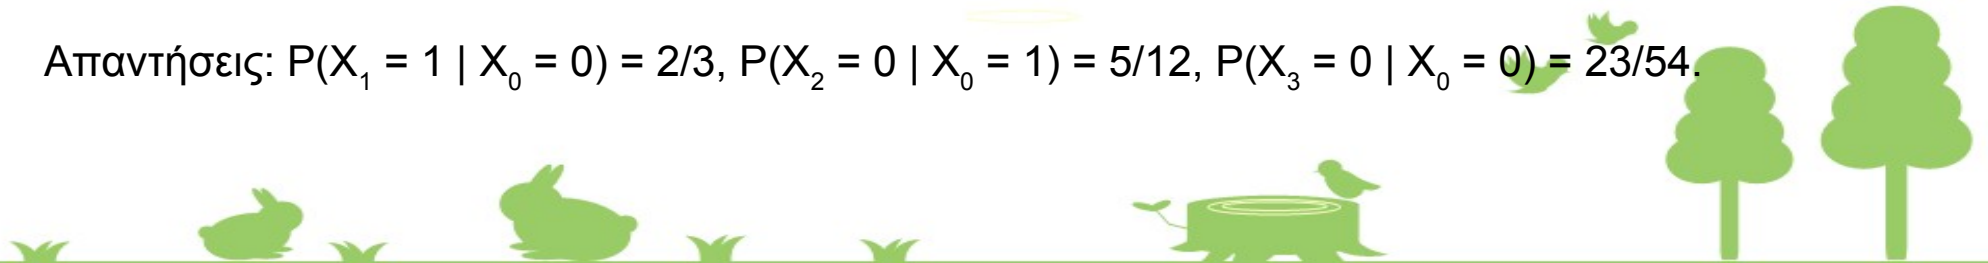 Απαντήσεις: P(X₁ = 1 | X₀ = 0) = 2/3, P(X₂ = 0 | X₀ = 1) = 5/12, P(X₃ = 0 | X₀ = 0) = 23/54.